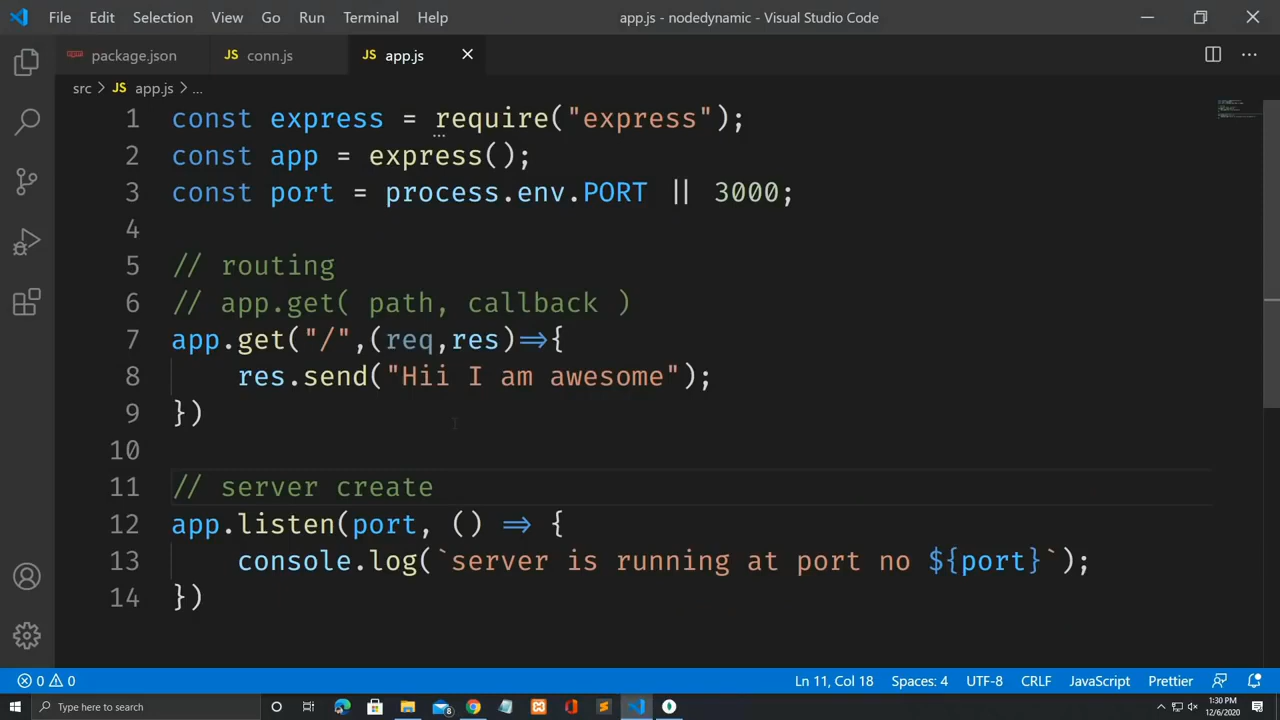 File Edit Selection View Go Run Terminal Help app.js - nodedynamic - Visual Studio Code
package.json JS conn.js JS app.js
src > JS app.js > ...
1 const express = require("express");
2 const app = express();
3 const port = process.env.PORT || 3000;
4
5 // routing
6 // app.get( path, callback )
7 app.get("/",(req,res)=>{
8 res.send("Hii I am awesome");
9 })
10
11 // server create
12 app.listen(port, () => {
13 console.log(`server is running at port no ${port}`);
14 })
0 0 Ln 11, Col 18 Spaces: 4 UTF-8 CRLF JavaScript Prettier
Type here to search 1:30 PM
12/6/2020